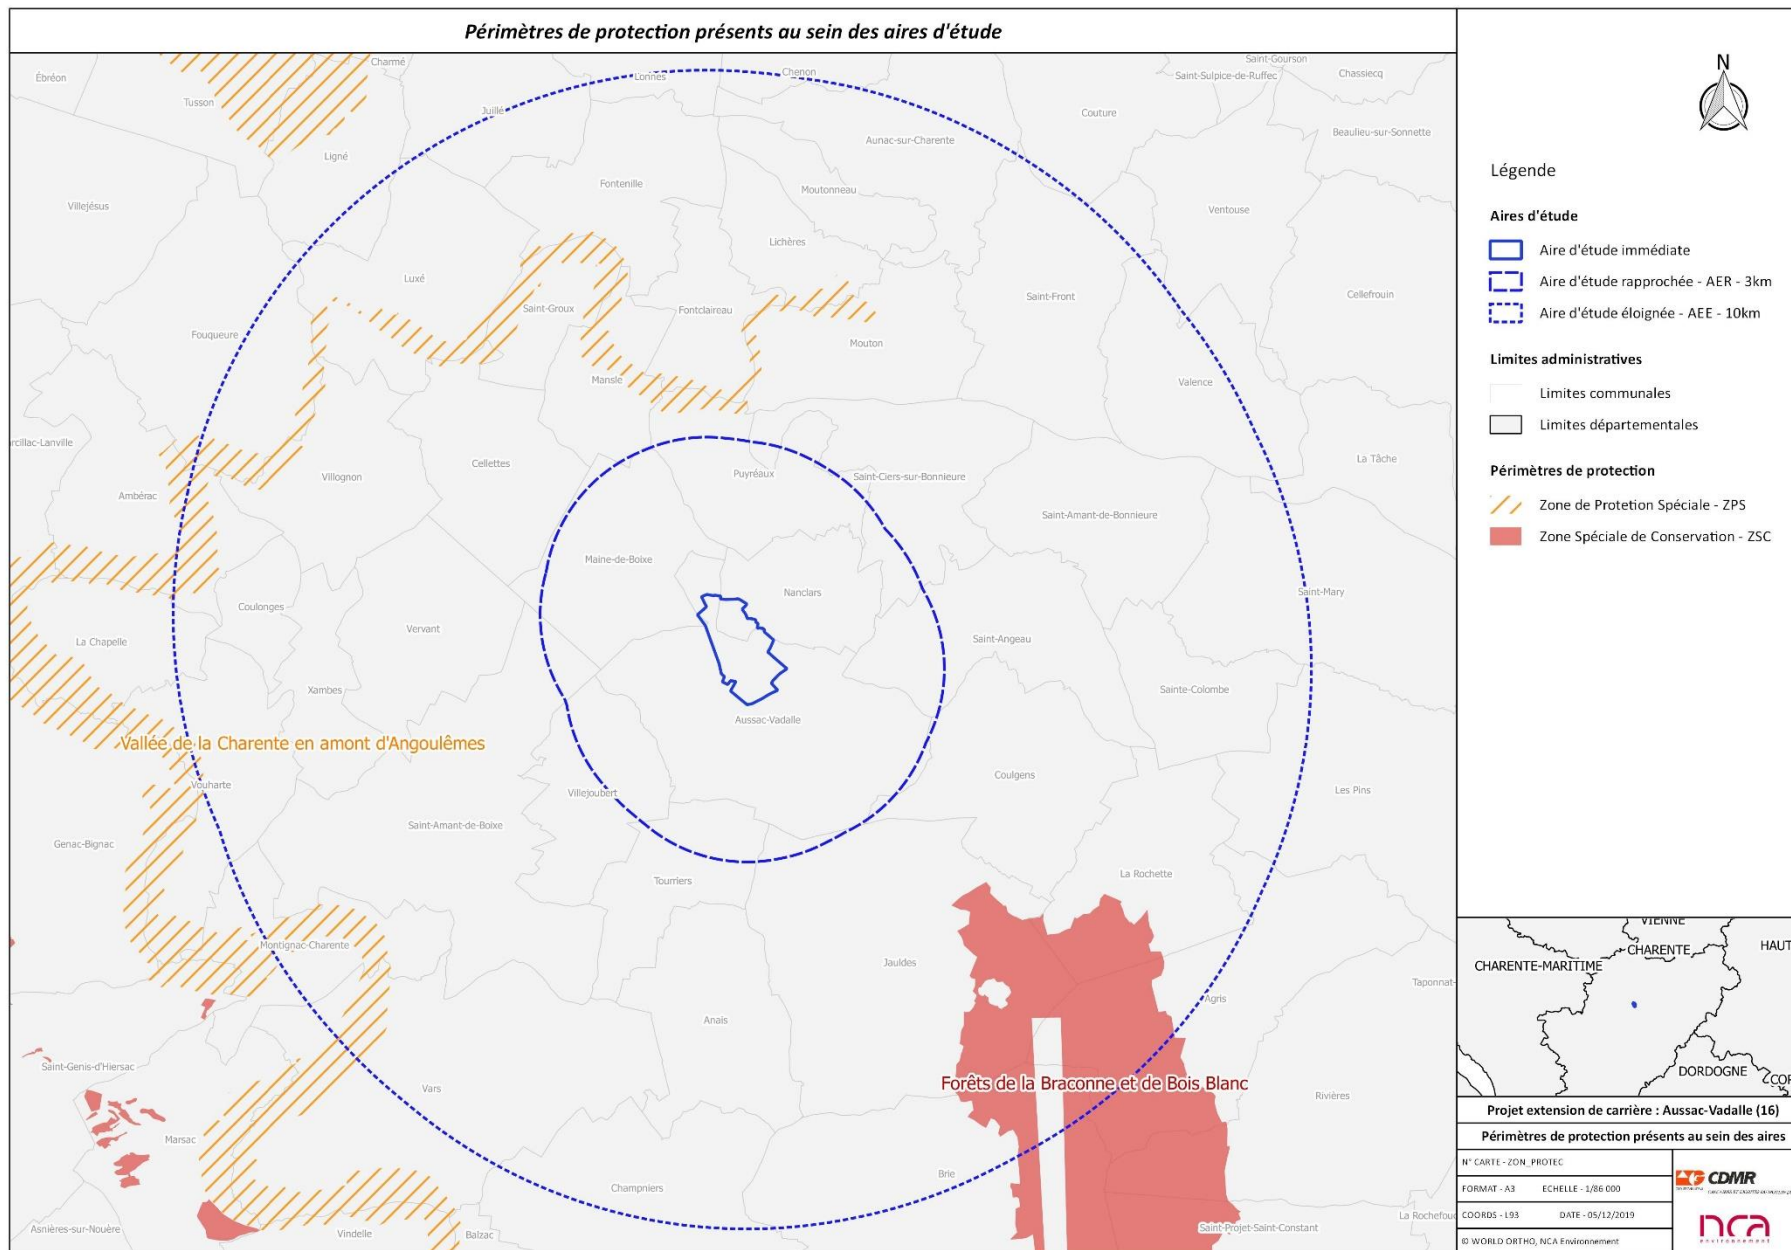 Périmètres de protection présents au sein des aires d'étude
Ébréon
Charmé
Lonnes
Chenon
Saint-Gourson
Saint-Sulpice-de-Ruffec
Chassiecq
Tusson
Juillé
Couture
Beaulieu-sur-Sonnette
Aunac-sur-Charente
Ligné
Fontenille
Moutonneau
Villejésus
Ventouse
Lichères
Luxé
Saint-Groux
Fontclaireau
Saint-Front
Cellefrouin
Fouqueure
Mouton
Mansle
Valence
arcillac-Lanville
Cellettes
Villognon
Puyréaux
Saint-Ciers-sur-Bonnieure
La Tâche
Ambérac
Saint-Amant-de-Bonnieure
Maine-de-Boixe
Nanclars
Saint-Mary
Coulonges
La Chapelle
Vervant
Saint-Angeau
Xambes
Sainte-Colombe
Aussac-Vadalle
Vallée de la Charente en amont d'Angoulêmes
Vouharte
Villejoubert
Coulgens
Les Pins
Genac-Bignac
Saint-Amant-de-Boixe
Tourriers
La Rochette
Montignac-Charente
Jauldes
Taponnat-
Agris
Anais
Saint-Genis-d'Hiersac
Vars
Forêts de la Braconne et de Bois Blanc
Rivières
Marsac
Brie
Champniers
Asnières-sur-Nouère
Vindelle
Balzac
Saint-Projet-Saint-Constant
La Rochefouc
N
Légende
Aires d'étude
Aire d'étude immédiate
Aire d'étude rapprochée - AER - 3km
Aire d'étude éloignée - AEE - 10km
Limites administratives
Limites communales
Limites départementales
Périmètres de protection
Zone de Protetion Spéciale - ZPS
Zone Spéciale de Conservation - ZSC
VIENNE
CHARENTE
HAUT
CHARENTE-MARITIME
DORDOGNE
COR
Projet extension de carrière : Aussac-Vadalle (16)
Périmètres de protection présents au sein des aires
N° CARTE - ZON_PROTEC
FORMAT - A3 ECHELLE - 1/86 000
COORDS - L93 DATE - 05/12/2019
© WORLD ORTHO, NCA Environnement
CDMR
nca
environnement